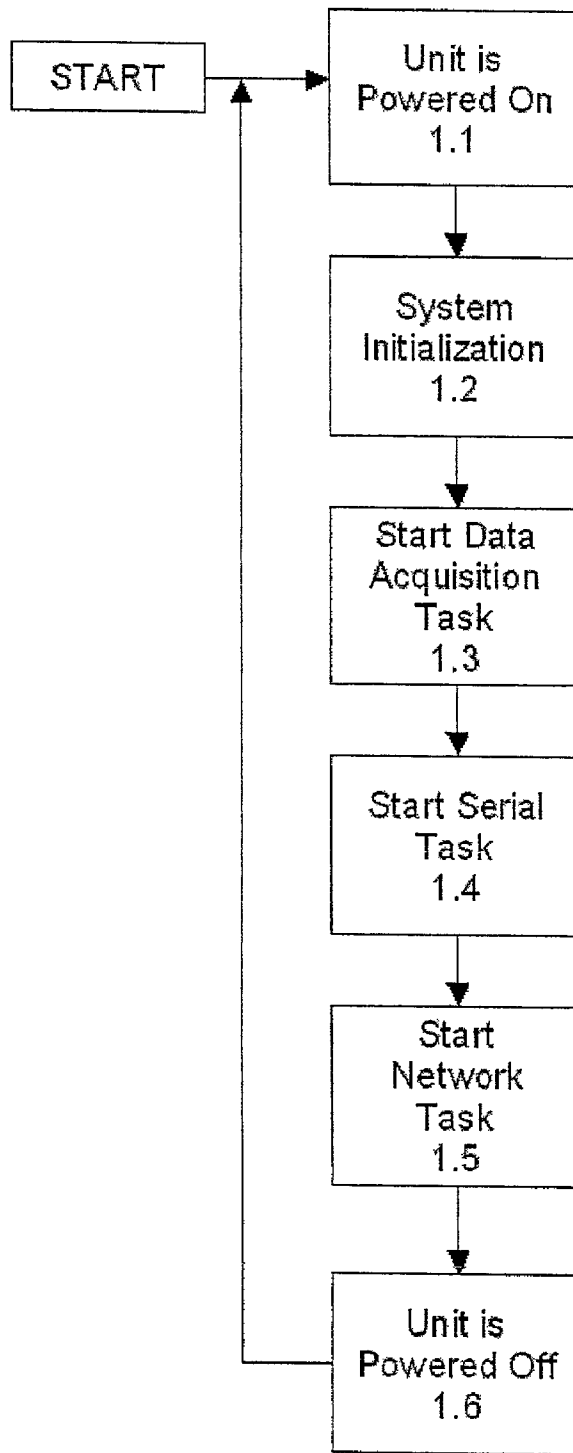 START
Unit is
Powered On
1.1
System
Initialization
1.2
Start Data
Acquisition
Task
1.3
Start Serial
Task
1.4
Start
Network
Task
1.5
Unit is
Powered Off
1.6